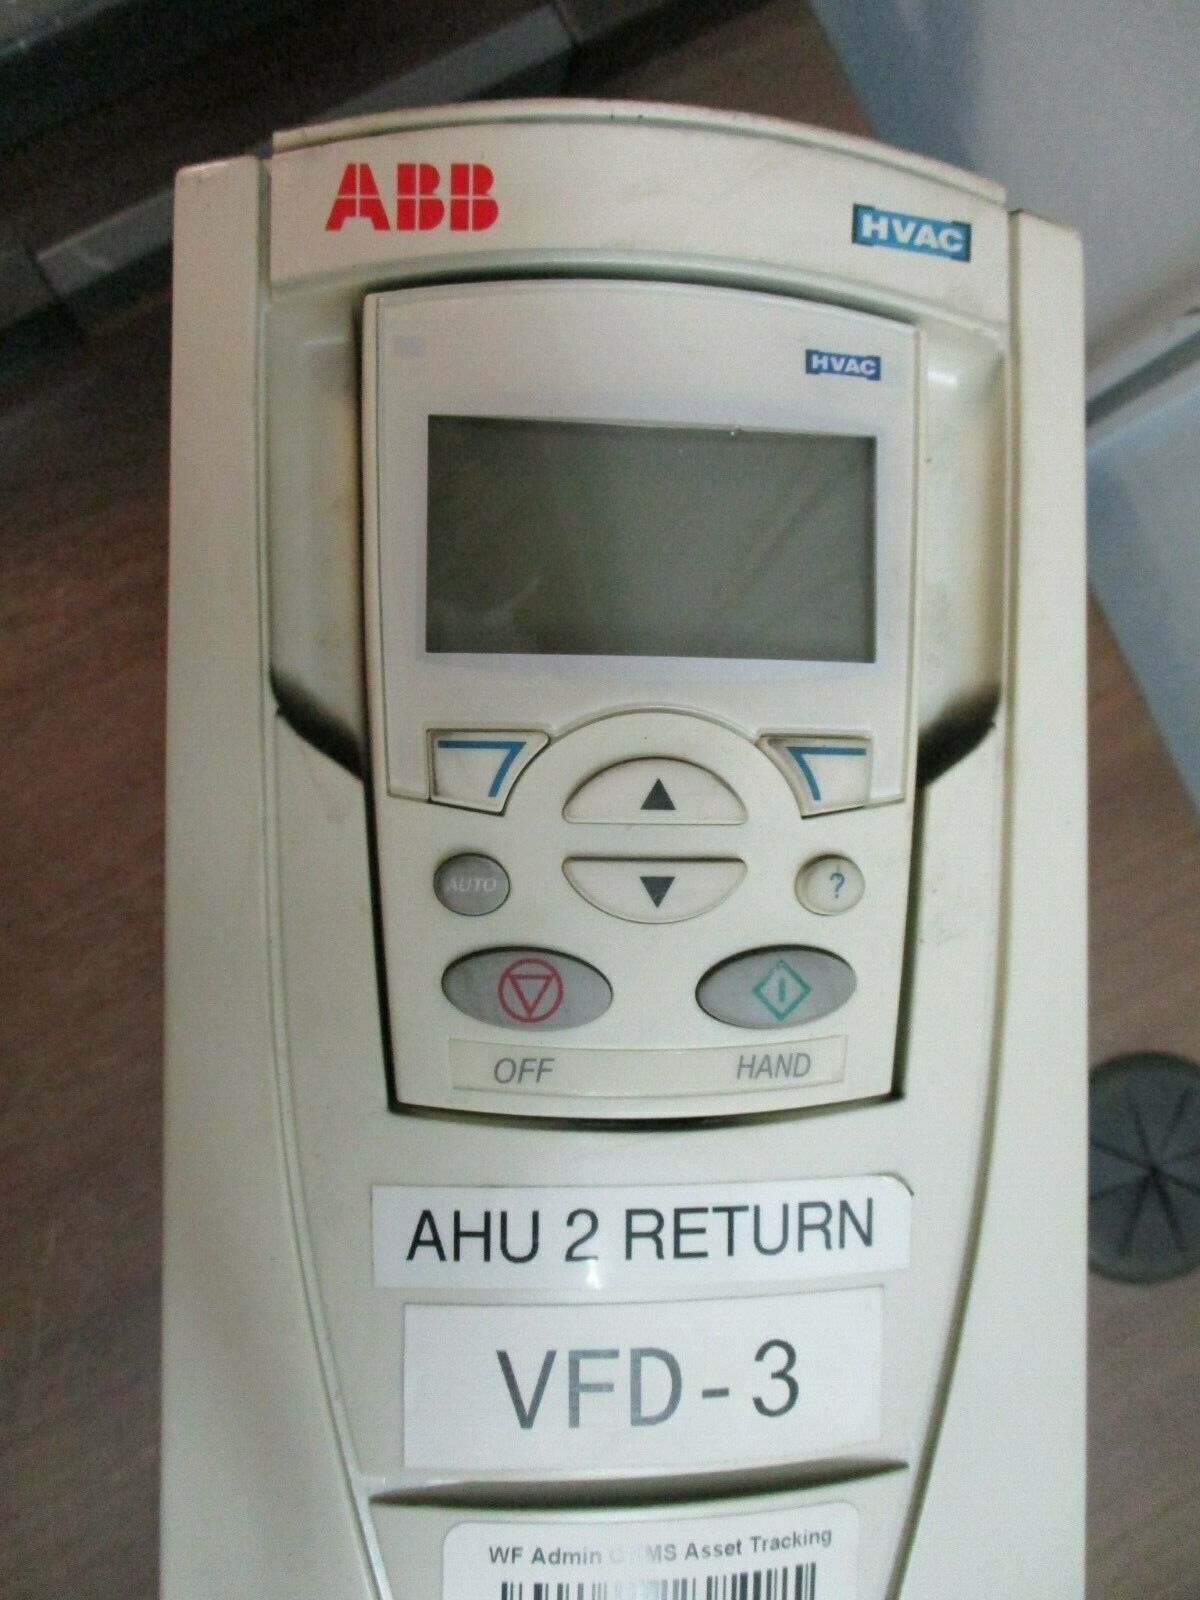 ABB
HVAC
HVAC
AUTO
?
OFF HAND
AHU 2 RETURN
VFD-3
WF Admin MS Asset Tracking